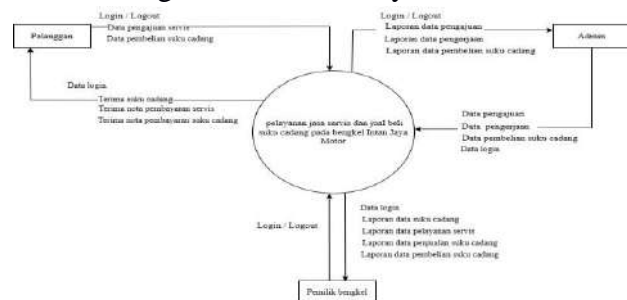 Login / Logout
Data pengajuan servis
Data pembelian suku cadang
Pelanggan
Login / Logout
Laporan data pengajuan
Laporan data pengerjaan
Laporan data pembelian suku cadang
Admin
Data login
Terima suku cadang
Terima nota pembayaran servis
Terima nota pembayaran suku cadang
pelayanan jasa servis dan jual beli
suku cadang pada bengkel Intan Jaya
Motor
Data pengajuan
Data pengerjaan
Data pembelian suku cadang
Data login
Login / Logout
Data login
Laporan data suku cadang
Laporan data pelayanan servis
Laporan data penjualan suku cadang
Laporan data pembelian suku cadang
Pemilik bengkel